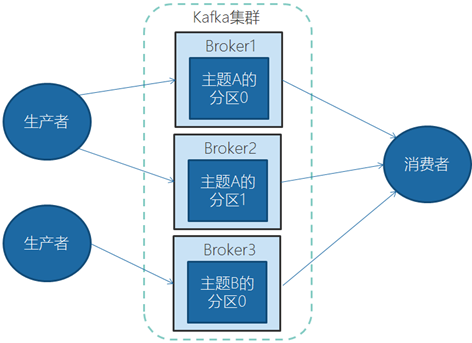 Kafka集群
Broker1
主题A的
分区0
生产者
Broker2
主题A的
分区1
消费者
生产者
Broker3
主题B的
分区0